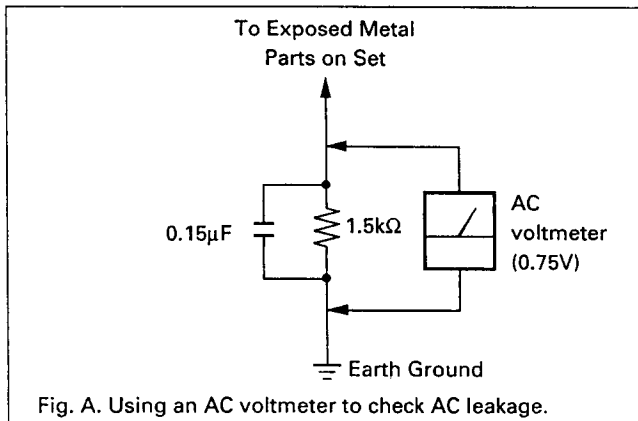 To Exposed Metal
Parts on Set
0.15µF
1.5kΩ
AC
voltmeter
(0.75V)
Earth Ground
Fig. A. Using an AC voltmeter to check AC leakage.